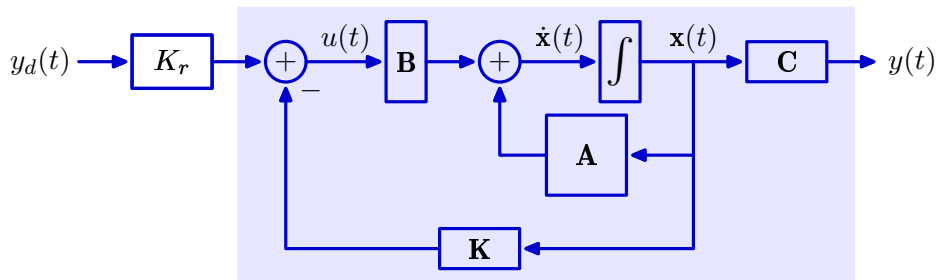 y_d(t) K_r + u(t) B + ẋ(t) ∫ x(t) C y(t)
−
A
K